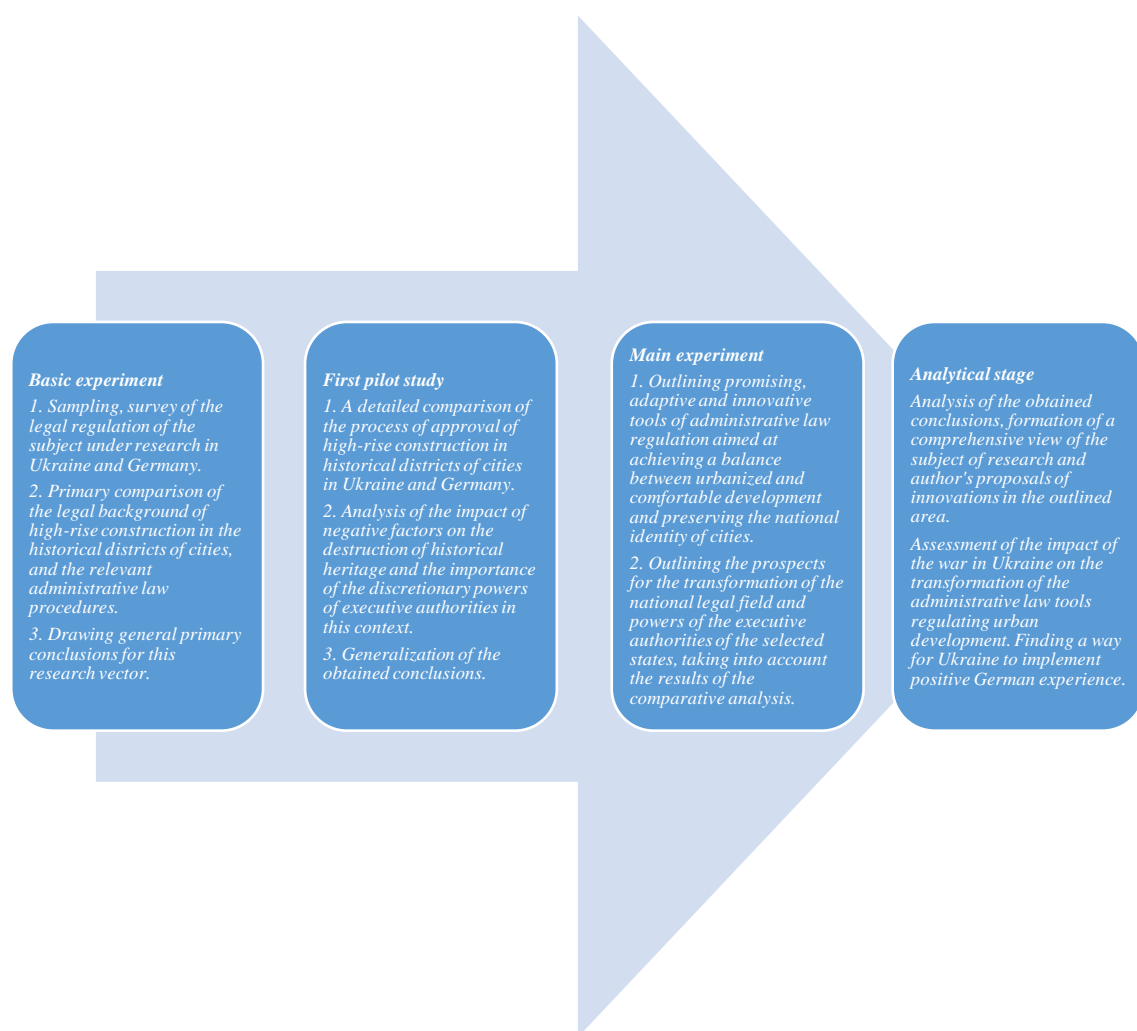 Basic experiment
1. Sampling, survey of the
legal regulation of the
subject under research in
Ukraine and Germany.
2. Primary comparison of
the legal background of
high-rise construction in the
historical districts of cities,
and the relevant
administrative law
procedures.
3. Drawing general primary
conclusions for this
research vector.
First pilot study
1. A detailed comparison of
the process of approval of
high-rise construction in
historical districts of cities
in Ukraine and Germany.
2. Analysis of the impact of
negative factors on the
destruction of historical
heritage and the importance
of the discretionary powers
of executive authorities in
this context.
3. Generalization of the
obtained conclusions.
Main experiment
1. Outlining promising,
adaptive and innovative
tools of administrative law
regulation aimed at
achieving a balance
between urbanized and
comfortable development
and preserving the national
identity of cities.
2. Outlining the prospects
for the transformation of the
national legal field and
powers of the executive
authorities of the selected
states, taking into account
the results of the
comparative analysis.
Analytical stage
Analysis of the obtained
conclusions, formation of a
comprehensive view of the
subject of research and
author's proposals of
innovations in the outlined
area.
Assessment of the impact of
the war in Ukraine on the
transformation of the
administrative law tools
regulating urban
development. Finding a way
for Ukraine to implement
positive German experience.